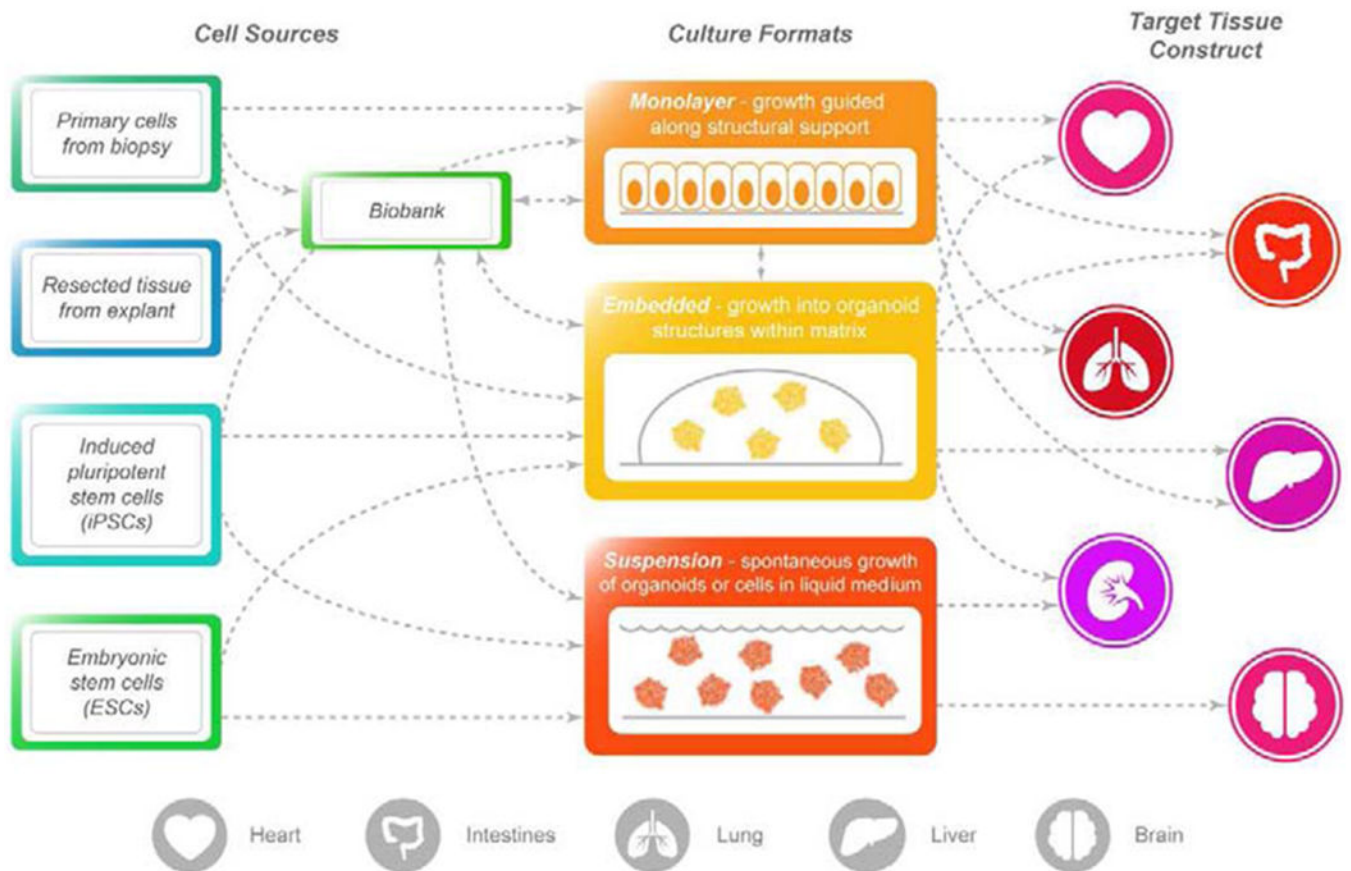 Cell Sources
Culture Formats
Target Tissue
Construct
Primary cells
from biopsy
Resected tissue
from explant
Induced
pluripotent
stem cells
(iPSCs)
Embryonic
stem cells
(ESCs)
Biobank
Monolayer - growth guided
along structural support
Embedded - growth into organoid
structures within matrix
Suspension - spontaneous growth
of organoids or cells in liquid medium
Heart
Intestines
Lung
Liver
Brain